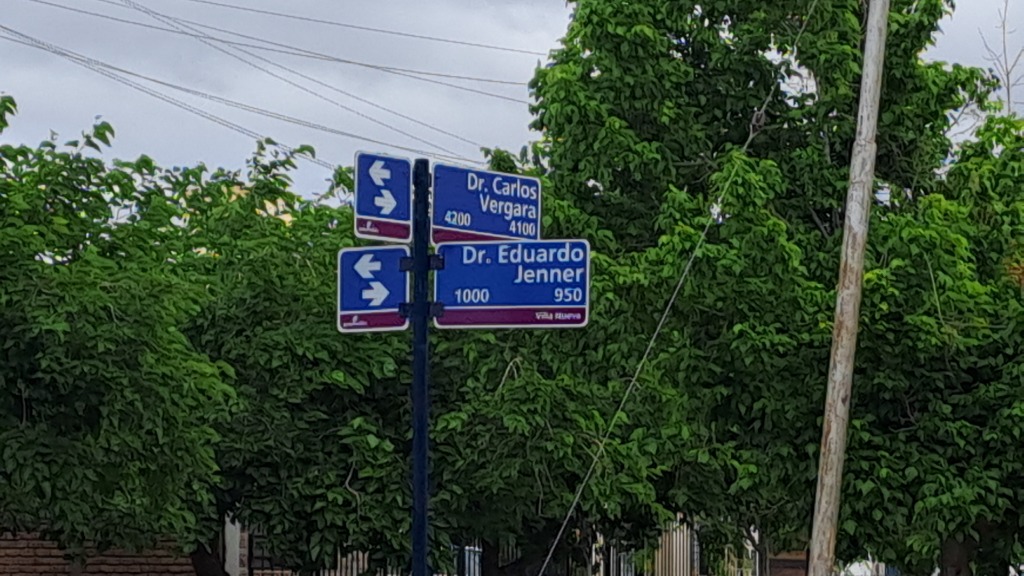 Dr. Carlos
Vergara
4200 4100
Dr. Eduardo
Jenner
1000 950
Villa Nueva